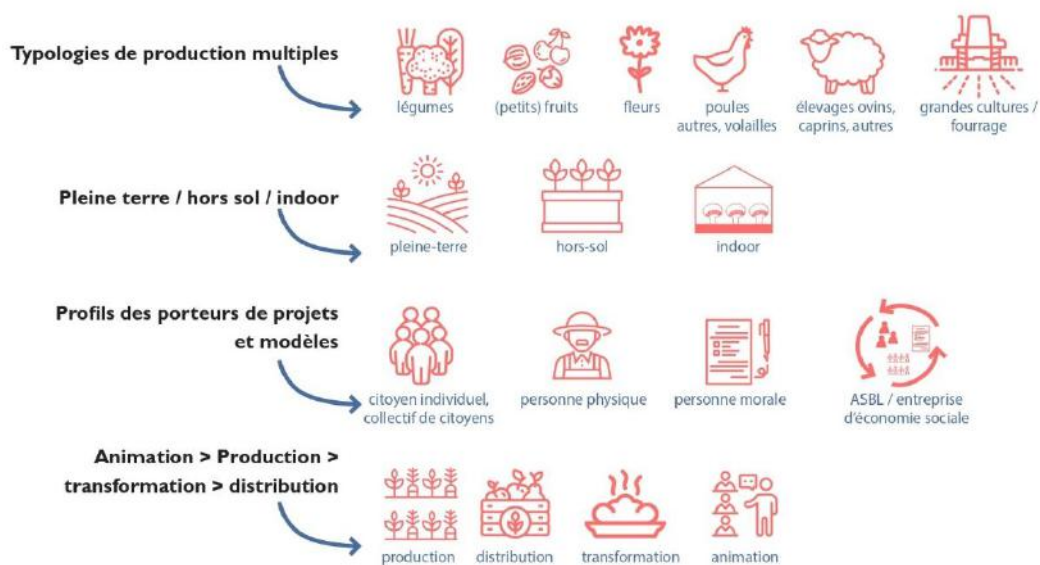 Typologies de production multiples
légumes
(petits) fruits
fleurs
poules
autres, volailles
élevages ovins,
caprins, autres
grandes cultures /
fourrage
Pleine terre / hors sol / indoor
pleine-terre
hors-sol
indoor
Profils des porteurs de projets
et modèles
citoyen individuel,
collectif de citoyens
personne physique
personne morale
ASBL / entreprise
d'économie sociale
Animation > Production >
transformation > distribution
production
distribution
transformation
animation